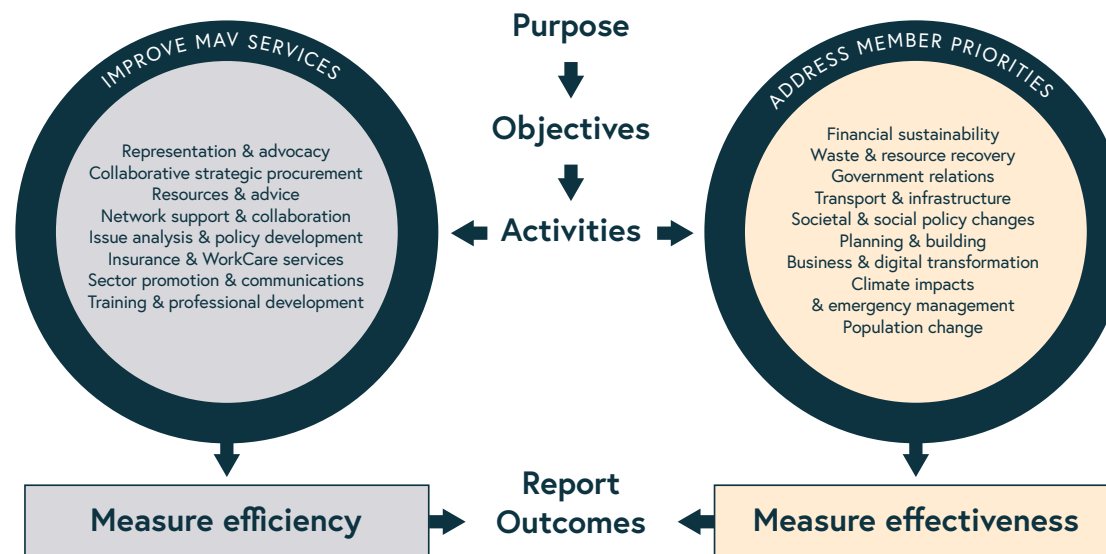 IMPROVE MAV SERVICES
Representation & advocacy
Collaborative strategic procurement
Resources & advice
Network support & collaboration
Issue analysis & policy development
Insurance & WorkCare services
Sector promotion & communications
Training & professional development
Measure efficiency
Purpose
Objectives
Activities
Report
Outcomes
ADDRESS MEMBER PRIORITIES
Financial sustainability
Waste & resource recovery
Government relations
Transport & infrastructure
Societal & social policy changes
Planning & building
Business & digital transformation
Climate impacts
& emergency management
Population change
Measure effectiveness